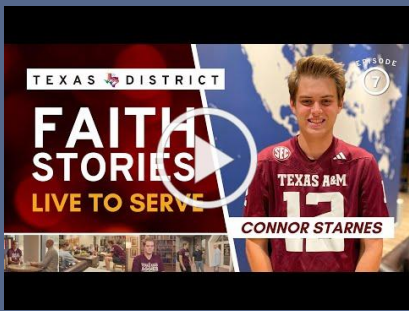 TEXAS DISTRICT
FAITH
STORIES
LIVE TO SERVE
EPISODE
7
SEC
TEXAS A&M
12
CONNOR STARNES